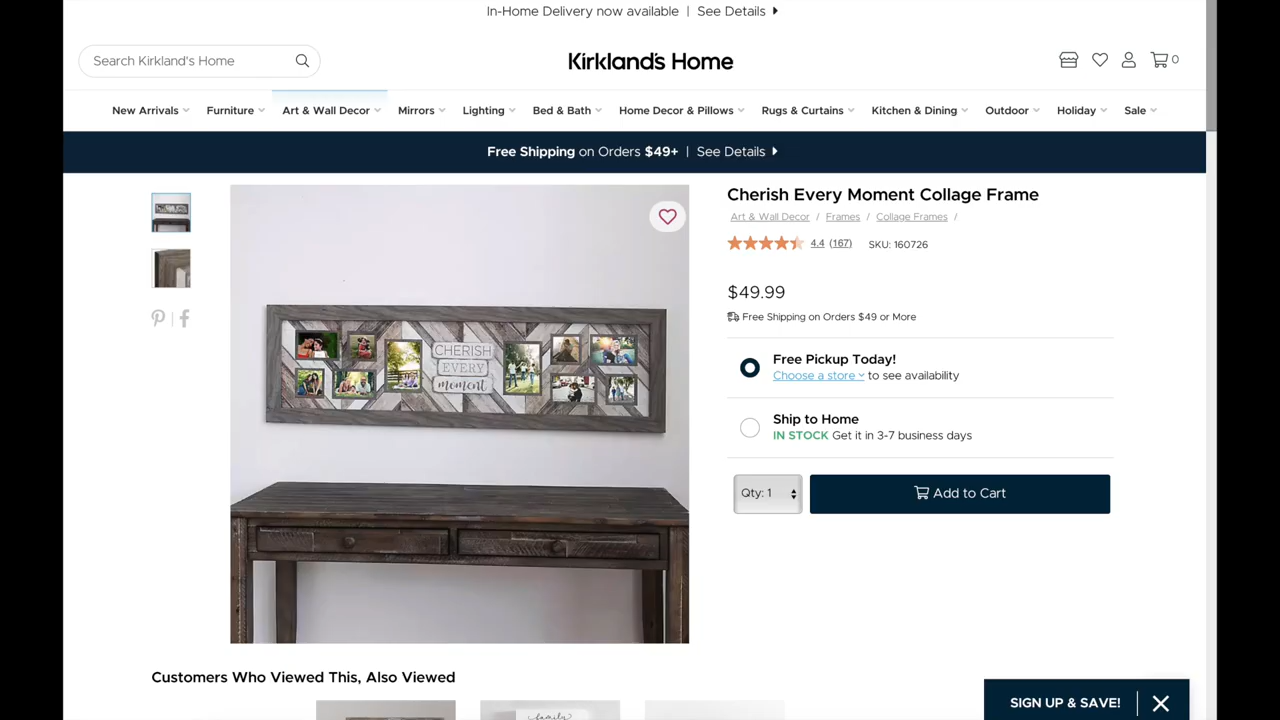 In-Home Delivery now available | See Details
Search Kirkland's Home
Kirkland's Home
0
New Arrivals Furniture Art & Wall Decor Mirrors Lighting Bed & Bath Home Decor & Pillows Rugs & Curtains Kitchen & Dining Outdoor Holiday Sale
Free Shipping on Orders $49+ | See Details
Cherish Every Moment Collage Frame
Art & Wall Decor / Frames / Collage Frames /
4.4 (167) SKU: 160726
$49.99
Free Shipping on Orders $49 or More
Free Pickup Today!
Choose a store to see availability
Ship to Home
IN STOCK Get it in 3-7 business days
Qty: 1
Add to Cart
CHERISH
EVERY
moment
Customers Who Viewed This, Also Viewed
family
SIGN UP & SAVE!